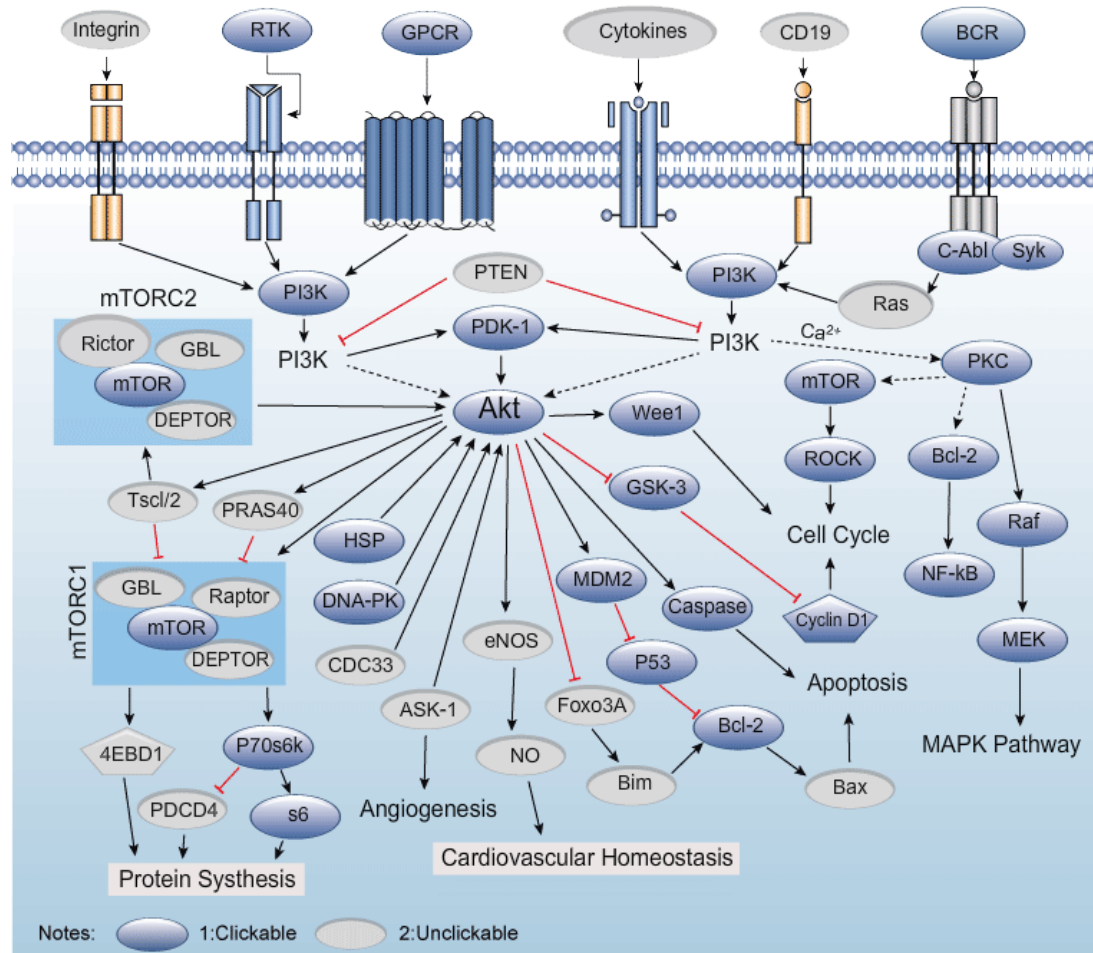 Integrin
RTK
GPCR
Cytokines
CD19
BCR
C-Abl
Syk
PI3K
PTEN
PI3K
Ras
mTORC2
Rictor
GBL
mTOR
DEPTOR
PI3K
PDK-1
PI3K
Ca2+
PKC
mTOR
Akt
Wee1
Bcl-2
ROCK
GSK-3
Tscl/2
PRAS40
HSP
Cell Cycle
Raf
mTORC1
GBL
Raptor
mTOR
DEPTOR
DNA-PK
MDM2
Caspase
NF-kB
Cyclin D1
CDC33
eNOS
P53
MEK
ASK-1
Foxo3A
Apoptosis
4EBD1
P70s6k
Bcl-2
MAPK Pathway
NO
Bim
Bax
PDCD4
s6
Angiogenesis
Cardiovascular Homeostasis
Protein Systhesis
Notes: 1:Clickable 2:Unclickable